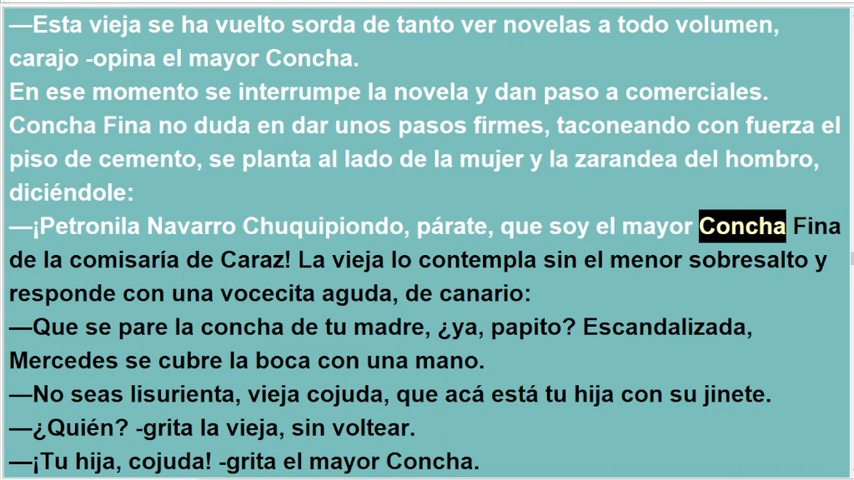 —Esta vieja se ha vuelto sorda de tanto ver novelas a todo volumen,
carajo -opina el mayor Concha.
En ese momento se interrumpe la novela y dan paso a comerciales.
Concha Fina no duda en dar unos pasos firmes, taconeando con fuerza el
piso de cemento, se planta al lado de la mujer y la zarandea del hombro,
diciéndole:
—¡Petronila Navarro Chuquipiondo, párate, que soy el mayor Concha Fina
de la comisaría de Caraz! La vieja lo contempla sin el menor sobresalto y
responde con una vocecita aguda, de canario:
—Que se pare la concha de tu madre, ¿ya, papito? Escandalizada,
Mercedes se cubre la boca con una mano.
—No seas lisurienta, vieja cojuda, que acá está tu hija con su jinete.
—¿Quién? -grita la vieja, sin voltear.
—¡Tu hija, cojuda! -grita el mayor Concha.